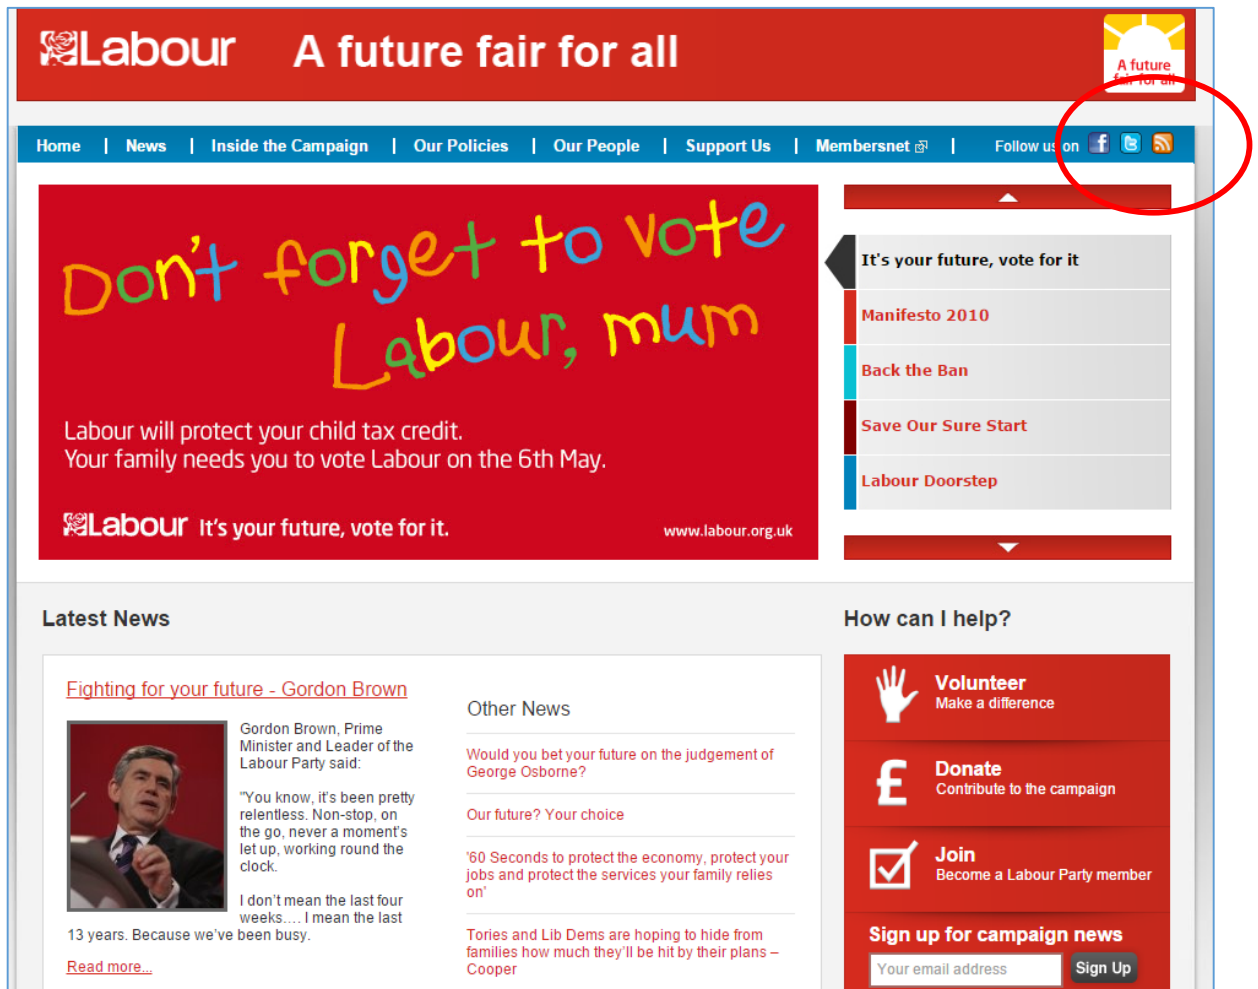 Labour A future fair for all
A future
fair for all
Home | News | Inside the Campaign | Our Policies | Our People | Support Us | Membersnet | Follow us on
Don't forget to vote
Labour, mum
Labour will protect your child tax credit.
Your family needs you to vote Labour on the 6th May.
Labour It's your future, vote for it. www.labour.org.uk
It's your future, vote for it
Manifesto 2010
Back the Ban
Save Our Sure Start
Labour Doorstep
Latest News
Fighting for your future - Gordon Brown
Gordon Brown, Prime
Minister and Leader of the
Labour Party said:
"You know, it's been pretty
relentless. Non-stop, on
the go, never a moment's
let up, working round the
clock.
I don't mean the last four
weeks.... I mean the last
13 years. Because we've been busy.
Read more...
Other News
Would you bet your future on the judgement of
George Osborne?
Our future? Your choice
'60 Seconds to protect the economy, protect your
jobs and protect the services your family relies
on'
Tories and Lib Dems are hoping to hide from
families how much they'll be hit by their plans –
Cooper
How can I help?
Volunteer
Make a difference
£
Donate
Contribute to the campaign
Join
Become a Labour Party member
Sign up for campaign news
Your email address Sign Up